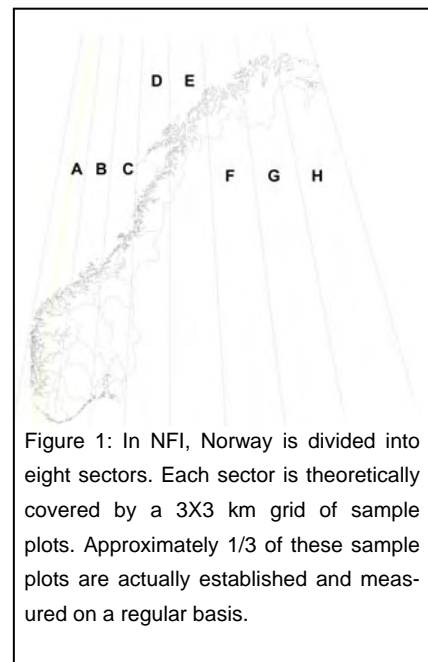 D E
A B C
F G H
Figure 1: In NFI, Norway is divided into
eight sectors. Each sector is theoretically
covered by a 3X3 km grid of sample
plots. Approximately 1/3 of these sample
plots are actually established and meas-
ured on a regular basis.